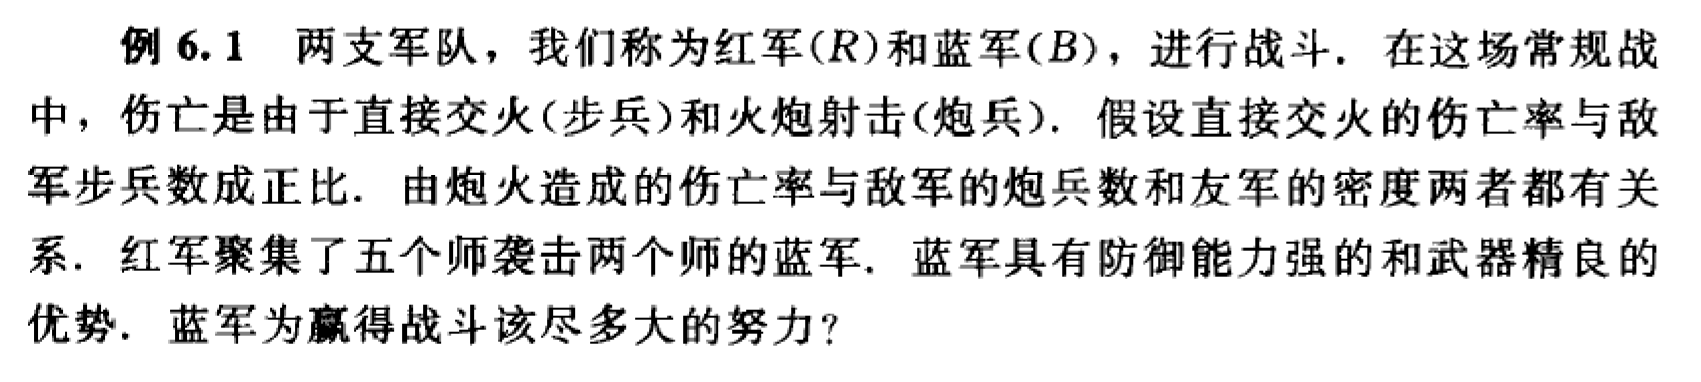 例 6.1 两支军队，我们称为红军(R)和蓝军(B)，进行战斗. 在这场常规战
中，伤亡是由于直接交火(步兵)和火炮射击(炮兵). 假设直接交火的伤亡率与敌
军步兵数成正比. 由炮火造成的伤亡率与敌军的炮兵数和友军的密度两者都有关
系. 红军聚集了五个师袭击两个师的蓝军. 蓝军具有防御能力强的和武器精良的
优势. 蓝军为赢得战斗该尽多大的努力?